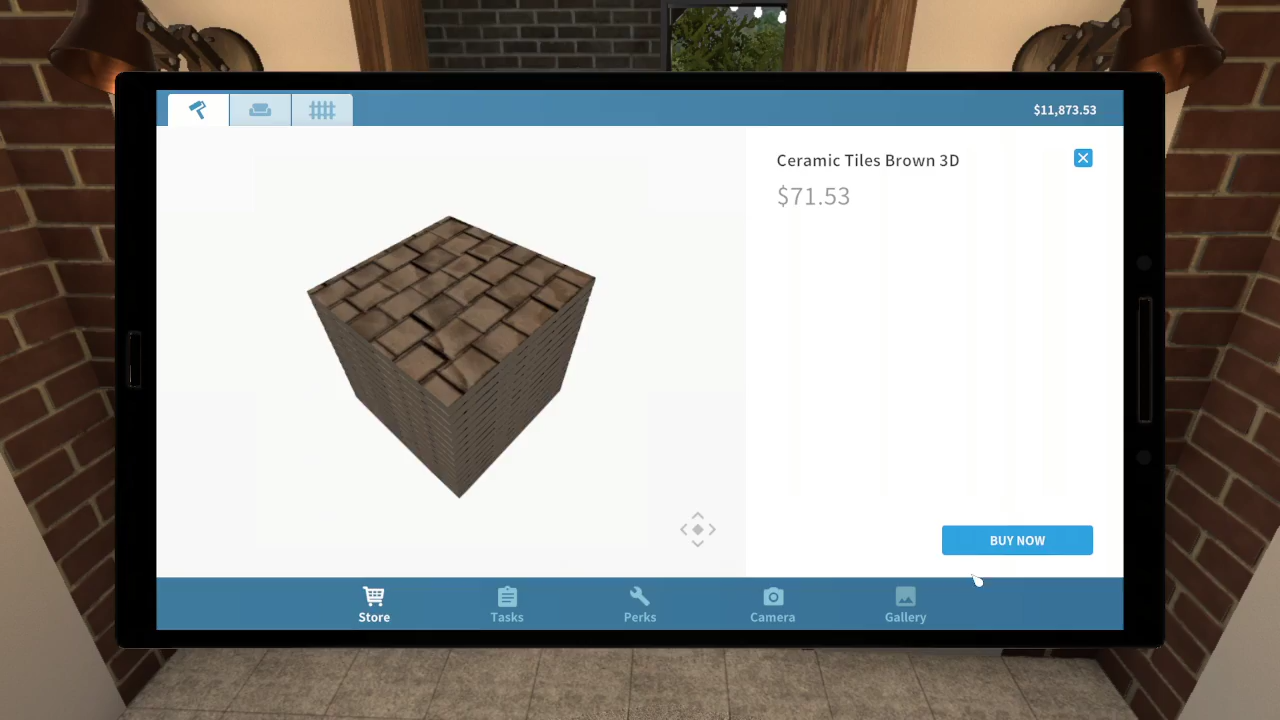 $11,873.53
Ceramic Tiles Brown 3D
$71.53
BUY NOW
Store
Tasks
Perks
Camera
Gallery